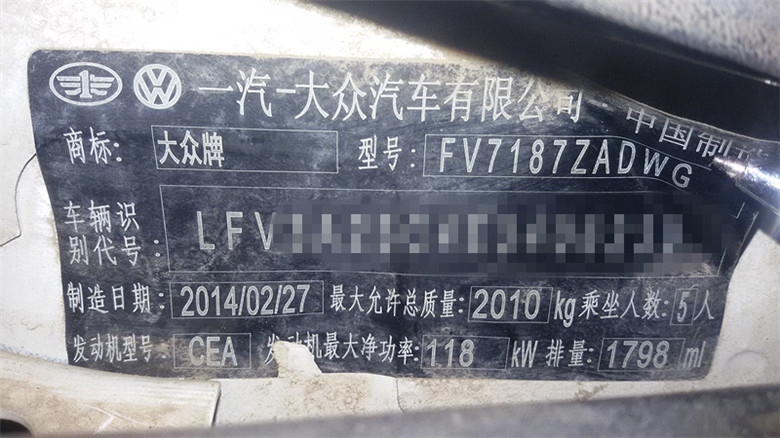 一汽-大众汽车有限公司 中国制
商标: 大众牌 型号: FV7187ZADWG
车辆识别代号: LFV
制造日期: 2014/02/27 最大允许总质量: 2010 kg 乘坐人数: 5 人
发动机型号: CEA 发动机最大净功率: 118 kW 排量: 1798 ml